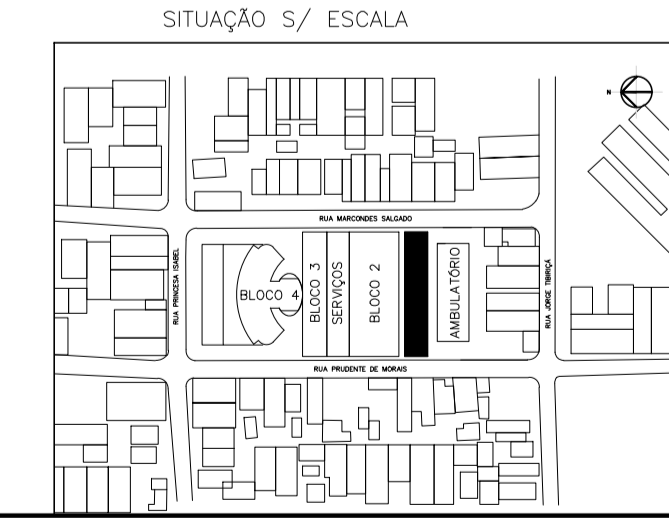 SITUAÇÃO S/ ESCALA
N
RUA MARCONDES SALGADO
RUA PRINCESA ISABEL
BLOCO 4
BLOCO 3
SERVIÇOS
BLOCO 2
AMBULATÓRIO
RUA JORGE TIBIRIÇÁ
RUA PRUDENTE DE MORAIS